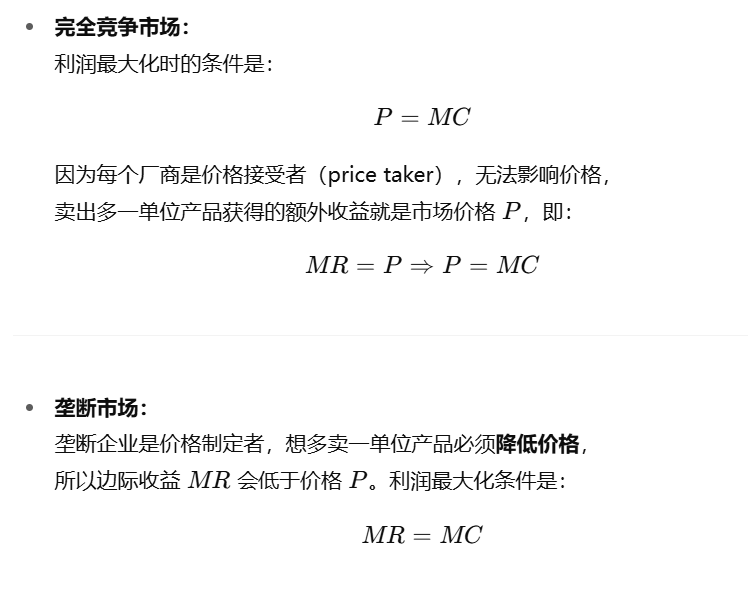 完全竞争市场：
利润最大化时的条件是：
P = MC
因为每个厂商是价格接受者（price taker），无法影响价格，
卖出多一单位产品获得的额外收益就是市场价格 P，即：
MR = P ⇒ P = MC
垄断市场：
垄断企业是价格制定者，想多卖一单位产品必须降低价格，
所以边际收益 MR 会低于价格 P。利润最大化条件是：
MR = MC